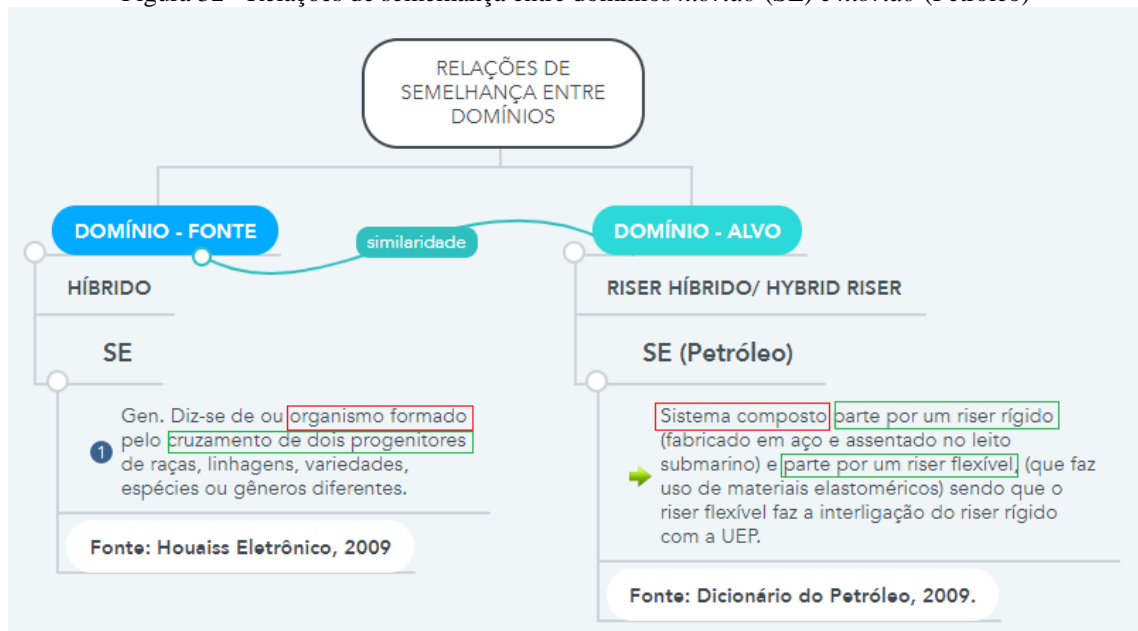 RELAÇÕES DE
SEMELHANÇA ENTRE
DOMÍNIOS
DOMÍNIO - FONTE
similaridade
DOMÍNIO - ALVO
HÍBRIDO
RISER HÍBRIDO/ HYBRID RISER
SE
SE (Petróleo)
1
Gen. Diz-se de ou organismo formado
pelo cruzamento de dois progenitores
de raças, linhagens, variedades,
espécies ou gêneros diferentes.
Fonte: Houaiss Eletrônico, 2009
Sistema composto parte por um riser rígido
(fabricado em aço e assentado no leito
submarino) e parte por um riser flexível, (que faz
uso de materiais elastoméricos) sendo que o
riser flexível faz a interligação do riser rígido
com a UEP.
Fonte: Dicionário do Petróleo, 2009.